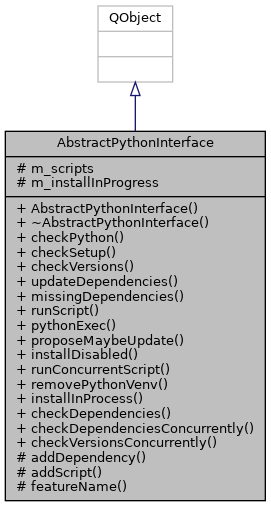 QObject
AbstractPythonInterface
# m_scripts
# m_installInProgress
+ AbstractPythonInterface()
+ ~AbstractPythonInterface()
+ checkPython()
+ checkSetup()
+ checkVersions()
+ updateDependencies()
+ missingDependencies()
+ runScript()
+ pythonExec()
+ proposeMaybeUpdate()
+ installDisabled()
+ runConcurrentScript()
+ removePythonVenv()
+ installInProcess()
+ checkDependencies()
+ checkDependenciesConcurrently()
+ checkVersionsConcurrently()
# addDependency()
# addScript()
# featureName()